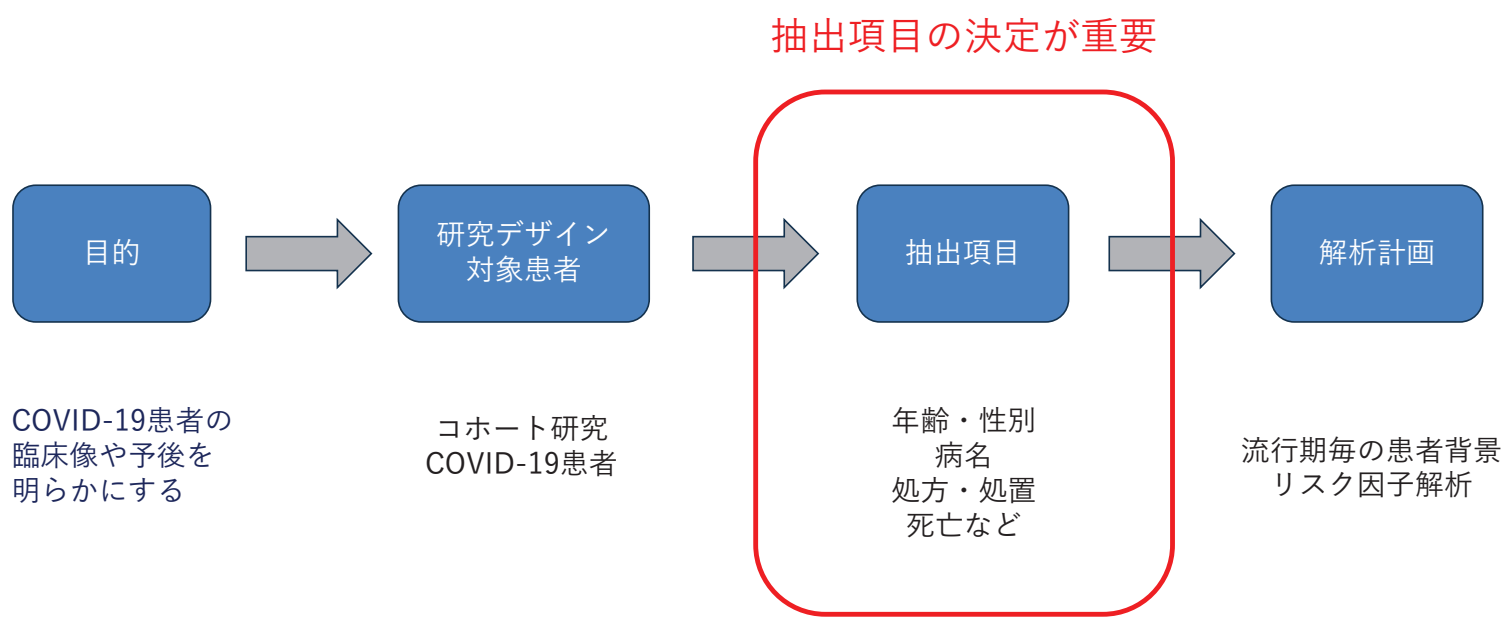 抽出項目の決定が重要
目的
研究デザイン
対象患者
抽出項目
解析計画
COVID-19患者の
臨床像や予後を
明らかにする
コホート研究
COVID-19患者
年齢・性別
病名
処方・処置
死亡など
流行期毎の患者背景
リスク因子解析